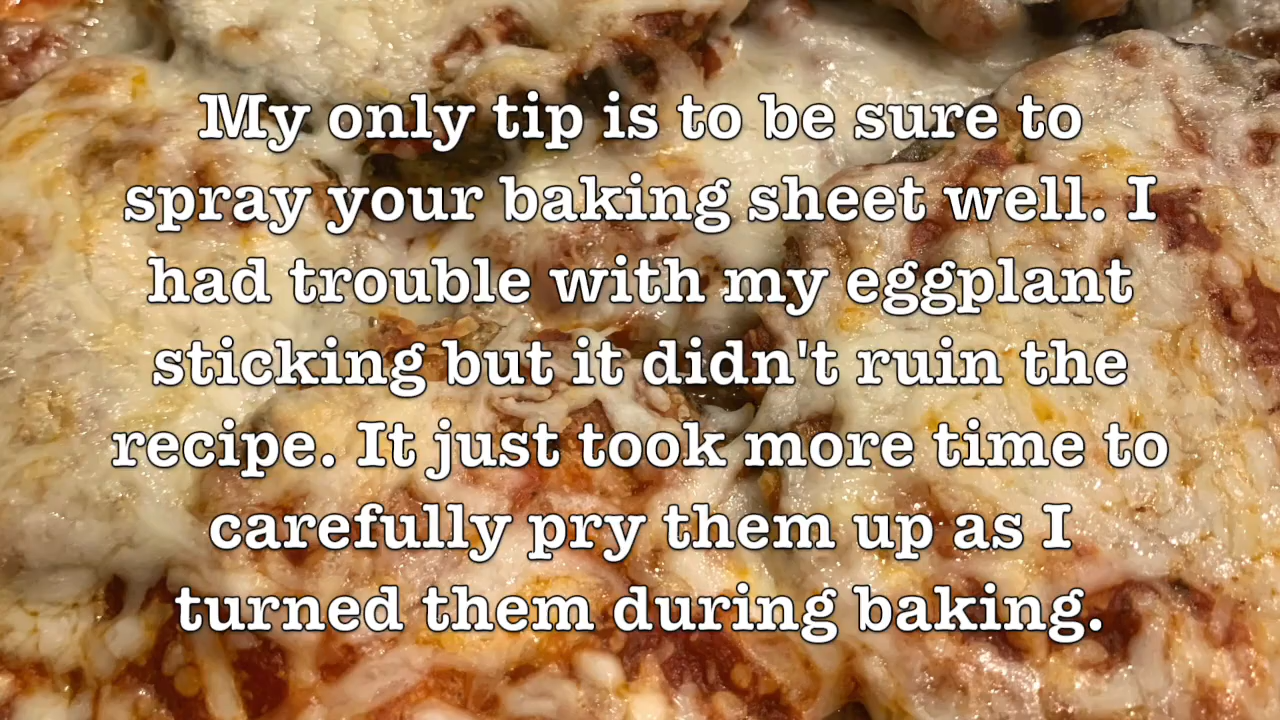 My only tip is to be sure to
spray your baking sheet well. I
had trouble with my eggplant
sticking but it didn't ruin the
recipe. It just took more time to
carefully pry them up as I
turned them during baking.